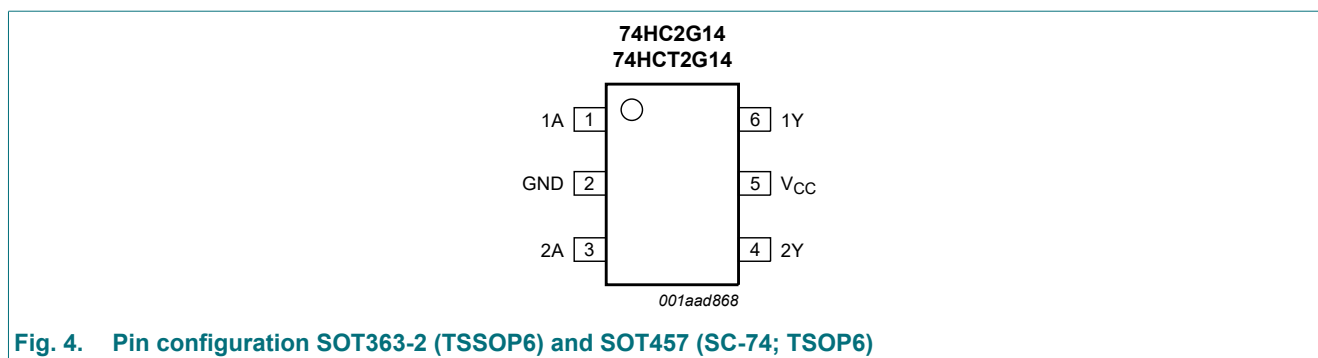 74HC2G14
74HCT2G14
1A 1 6 1Y
GND 2 5 VCC
2A 3 4 2Y
001aad868
Fig. 4. Pin configuration SOT363-2 (TSSOP6) and SOT457 (SC-74; TSOP6)